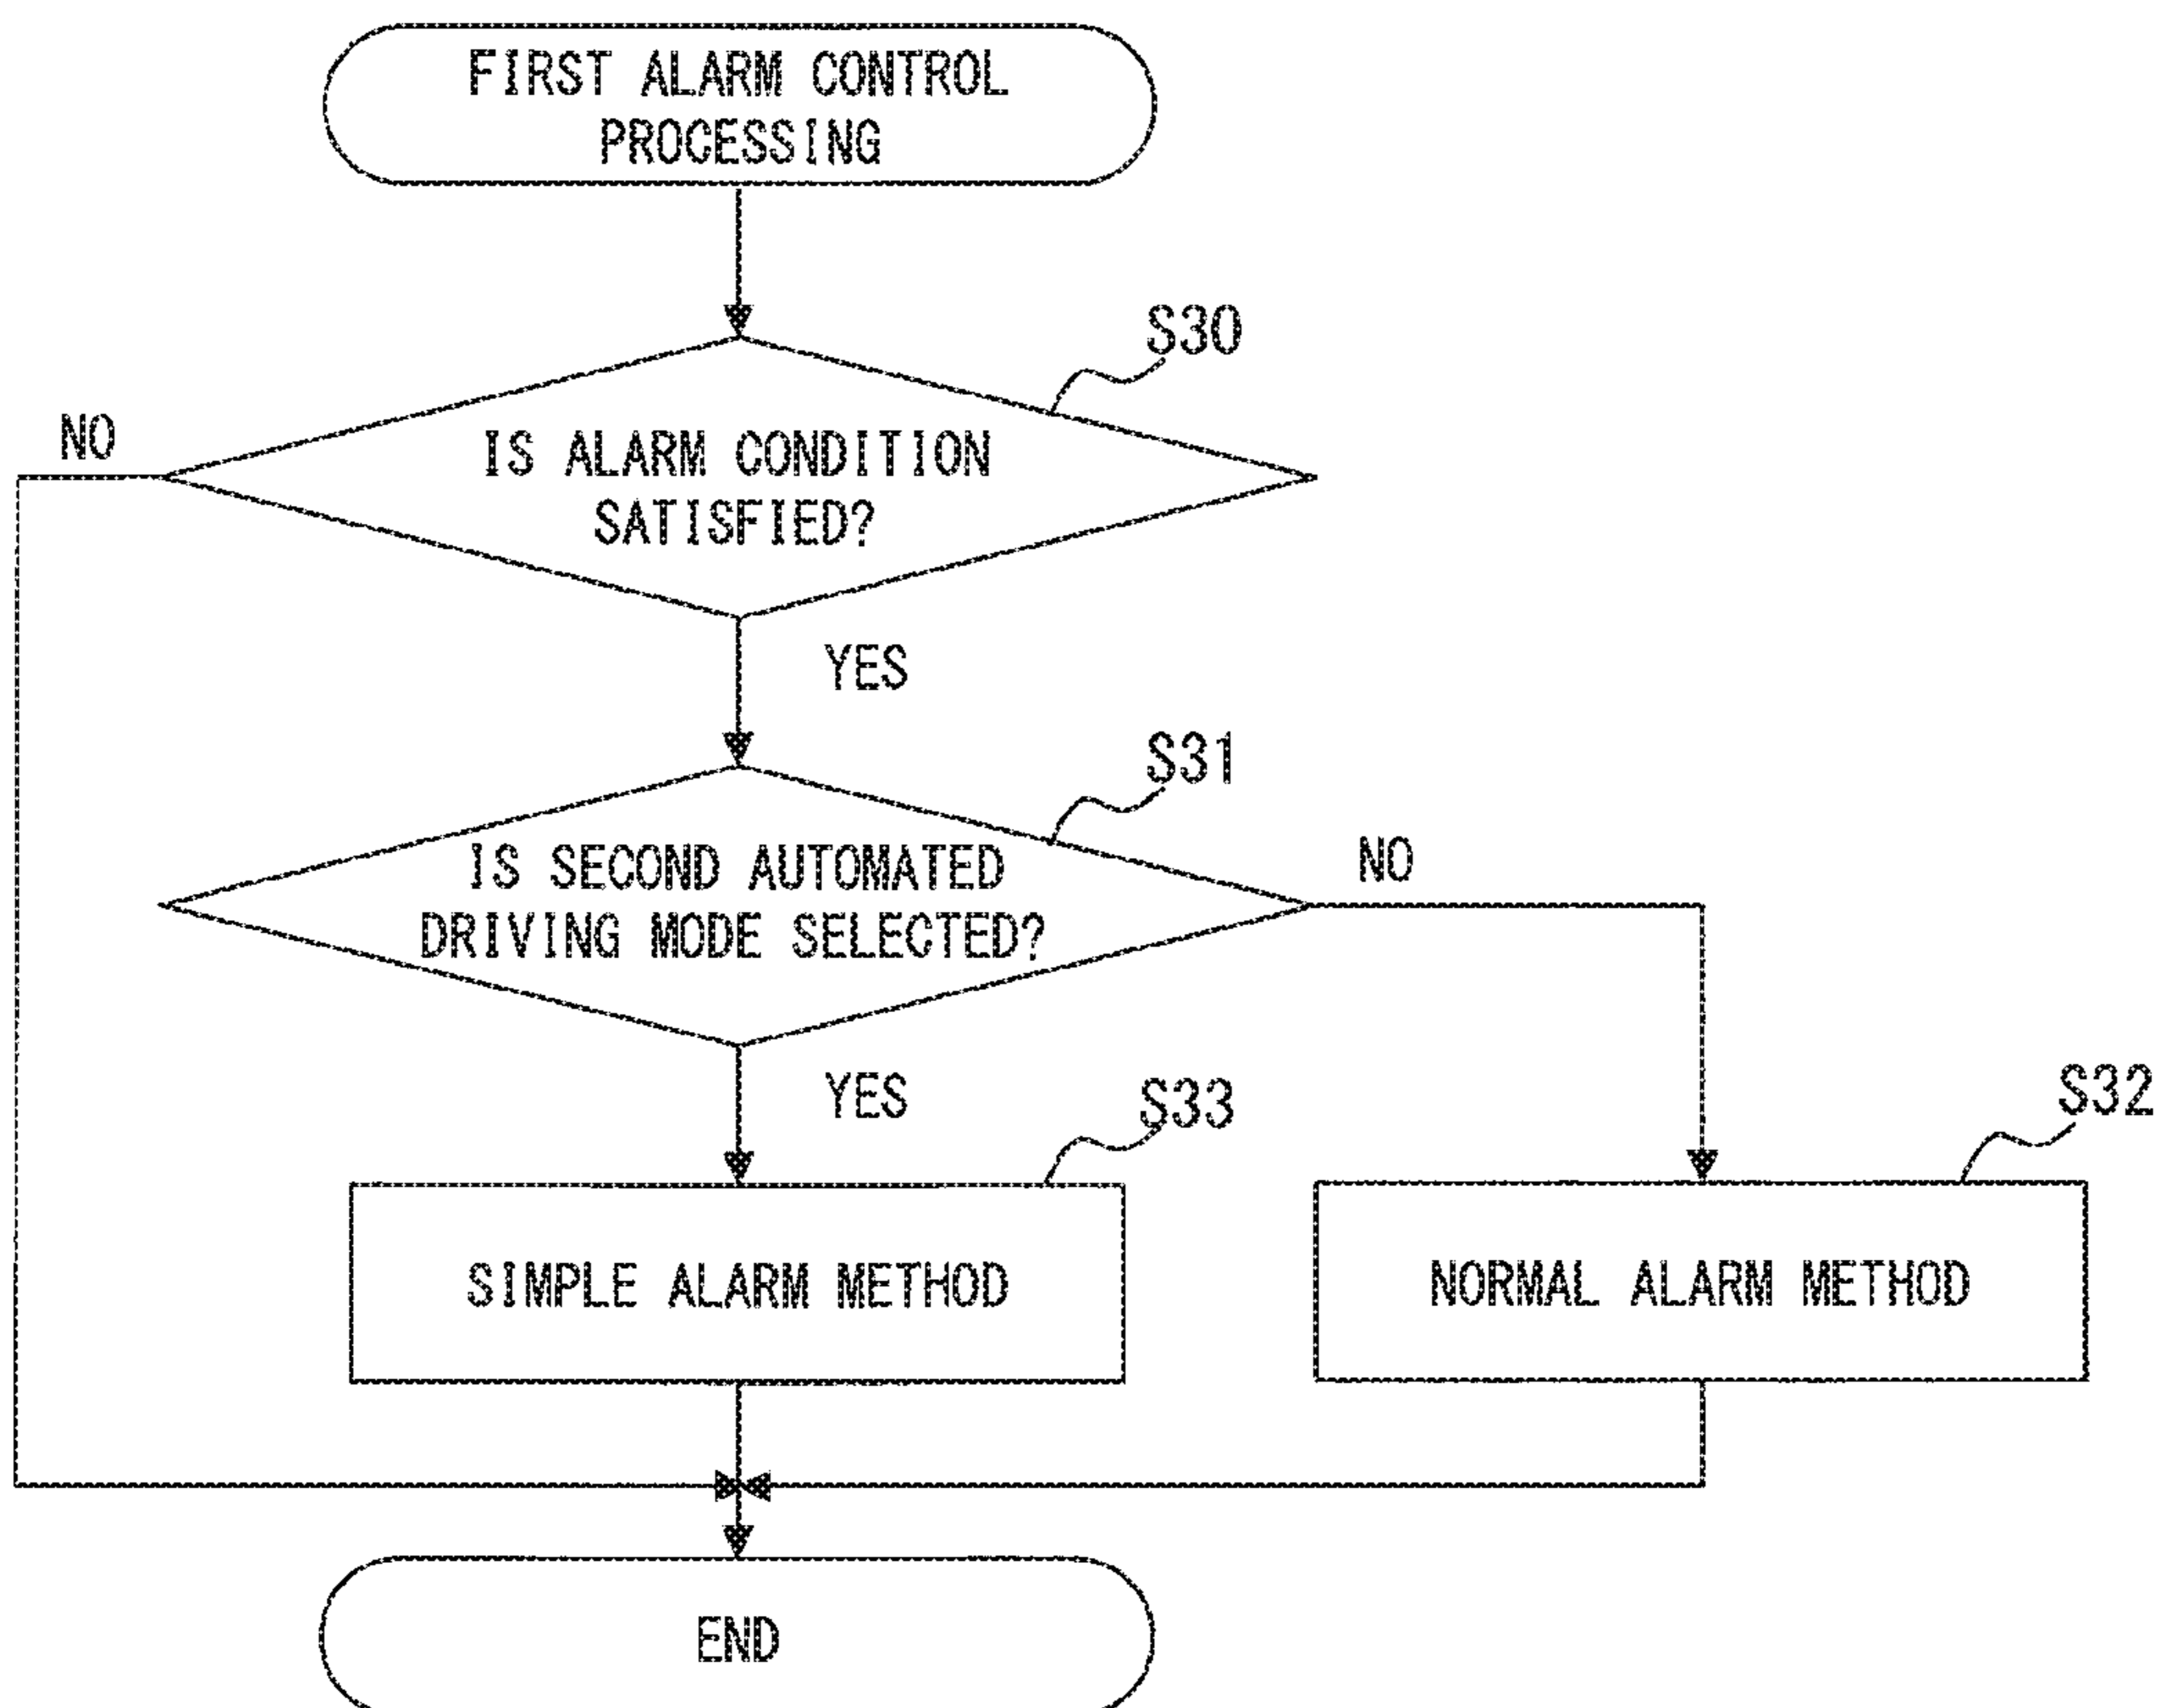 FIRST ALARM CONTROL
PROCESSING
S30
NO
IS ALARM CONDITION
SATISFIED?
YES
S31
IS SECOND AUTOMATED
DRIVING MODE SELECTED?
NO
YES
S33
S32
SIMPLE ALARM METHOD
NORMAL ALARM METHOD
END